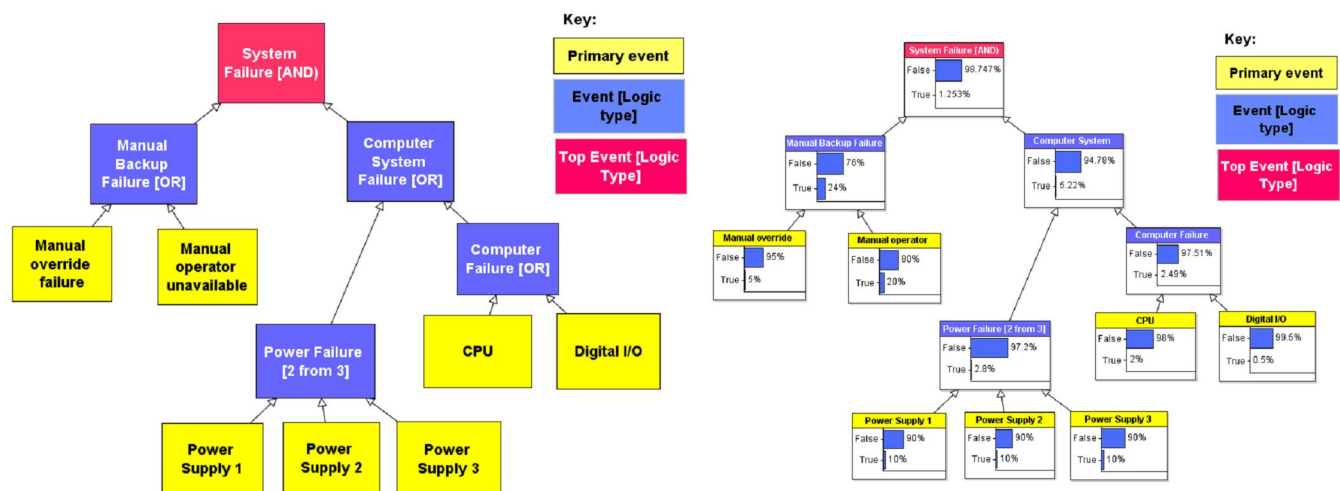 Key:
System
Failure [AND)
Primary event
Event [Logic
type]
Top Event [Logic
Type]
Manual
Backup
Failure [OR]
Computer
System
Failure [OR]
Manual
override
failure
Manual
operator
unavailable
Computer
Failure [OR]
Power Failure
[2 from 3]
CPU
Digital I/O
Power
Supply 1
Power
Supply 2
Power
Supply 3
Key:
System Failure [AND)
False 98.747%
True 1.253%
Primary event
Event [Logic
type]
Top Event [Logic
Type]
Manual Backup Failure
False 76%
True 24%
Computer System
False 94.78%
True 5.22%
Manual override
False 95%
True 5%
Manual operator
False 80%
True 20%
Computer Failure
False 97.51%
True 2.49%
Power Failure [2 from 3]
False 97.2%
True 2.8%
CPU
False 98%
True 2%
Digital I/O
False 99.5%
True 0.5%
Power Supply 1
False 90%
True 10%
Power Supply 2
False 90%
True 10%
Power Supply 3
False 90%
True 10%